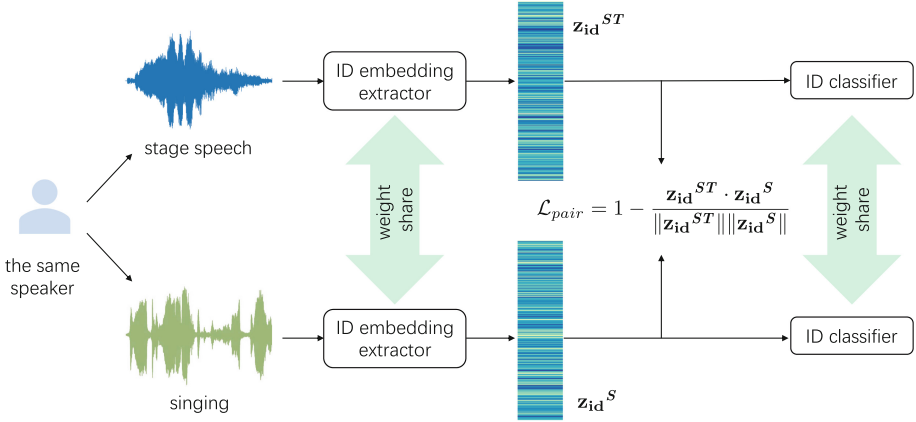 z_id^ST
ID embedding
extractor
ID classifier
stage speech
weight
share
weight
share
L_pair = 1 − (z_id^ST · z_id^S) / (‖z_id^ST‖‖z_id^S‖)
the same
speaker
ID embedding
extractor
ID classifier
singing
z_id^S